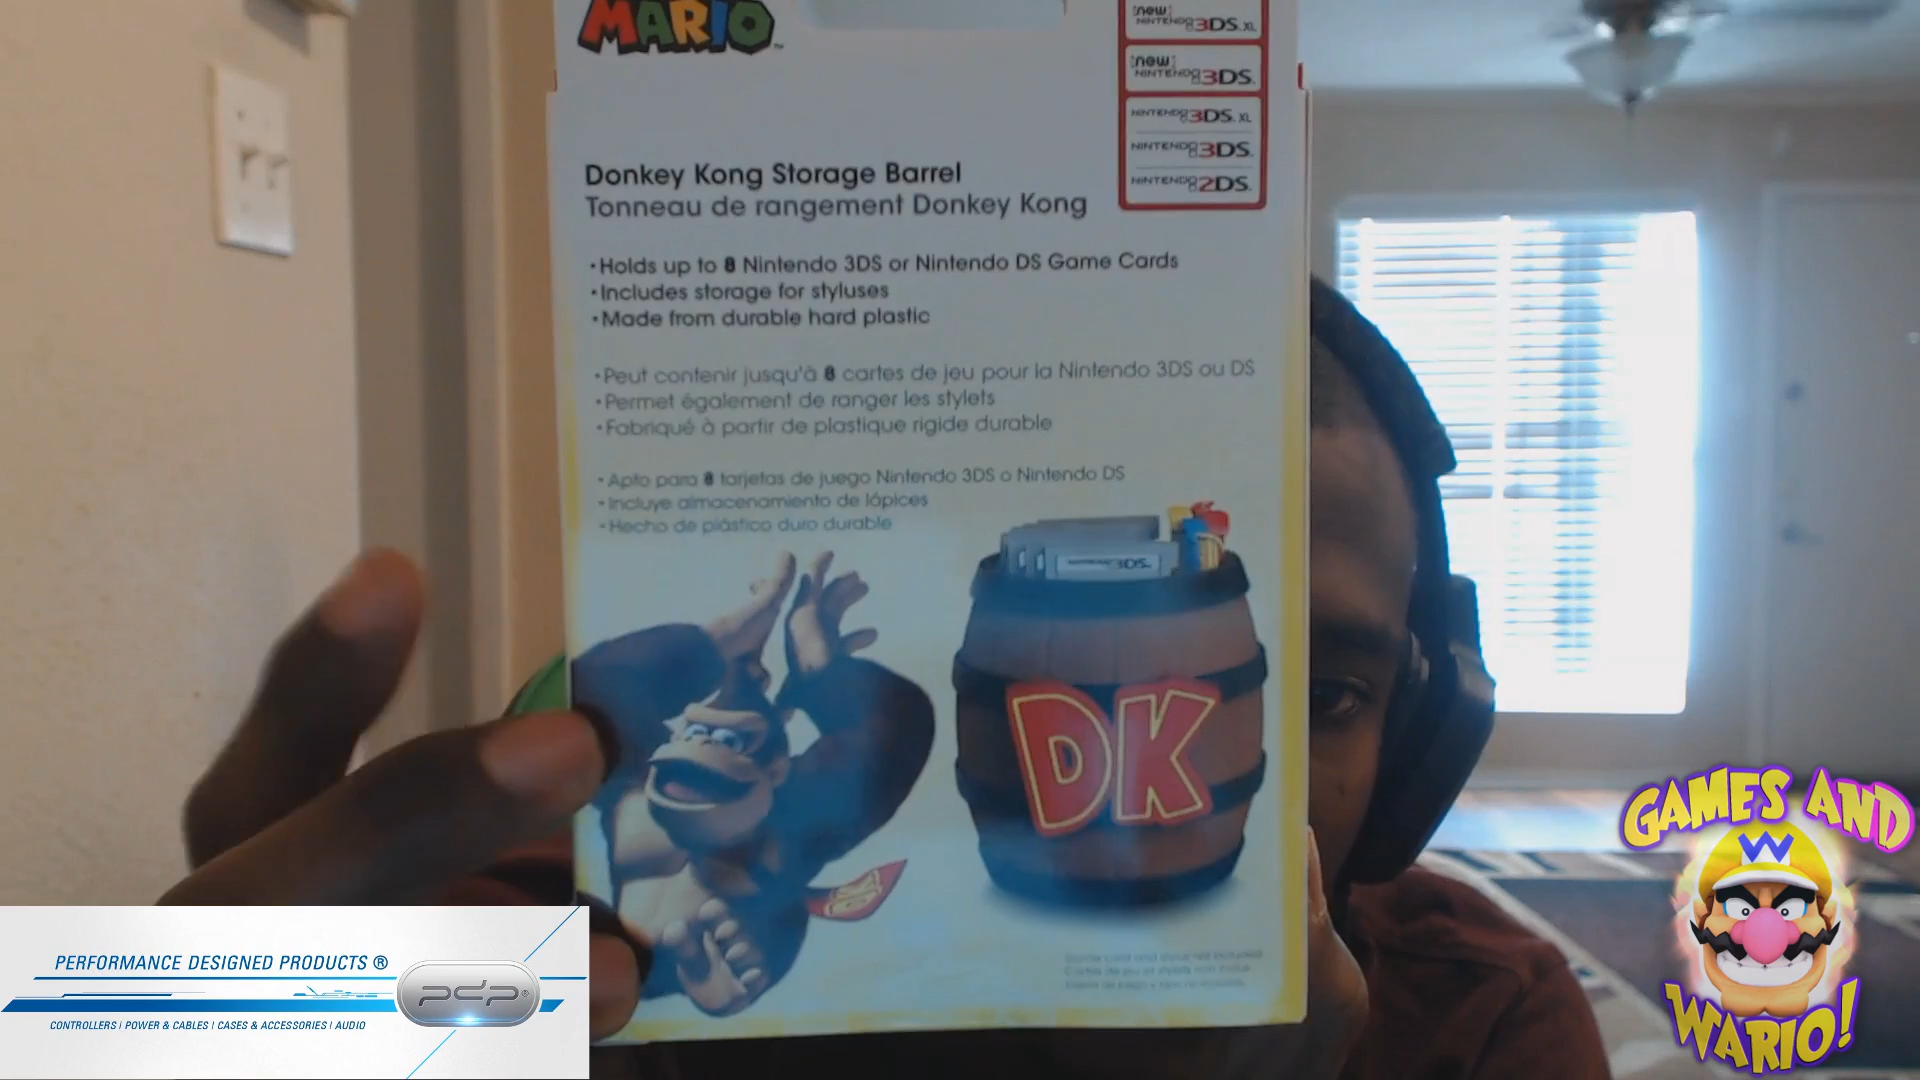 MARIO™
new NINTENDO 3DS XL
new NINTENDO 3DS
NINTENDO 3DS XL
NINTENDO 3DS
NINTENDO 2DS
Donkey Kong Storage Barrel
Tonneau de rangement Donkey Kong
•Holds up to 8 Nintendo 3DS or Nintendo DS Game Cards
•Includes storage for styluses
•Made from durable hard plastic
•Peut contenir jusqu'à 8 cartes de jeu pour la Nintendo 3DS ou DS
•Permet également de ranger les stylets
•Fabriqué à partir de plastique rigide durable
•Apto para 8 tarjetas de juego Nintendo 3DS o Nintendo DS
•Incluye almacenamiento de lápices
•Hecho de plástico duro durable
NINTENDO 3DS
DK
PERFORMANCE DESIGNED PRODUCTS ®
pdp®
CONTROLLERS | POWER & CABLES | CASES & ACCESSORIES | AUDIO
GAMES AND
W
WARIO!